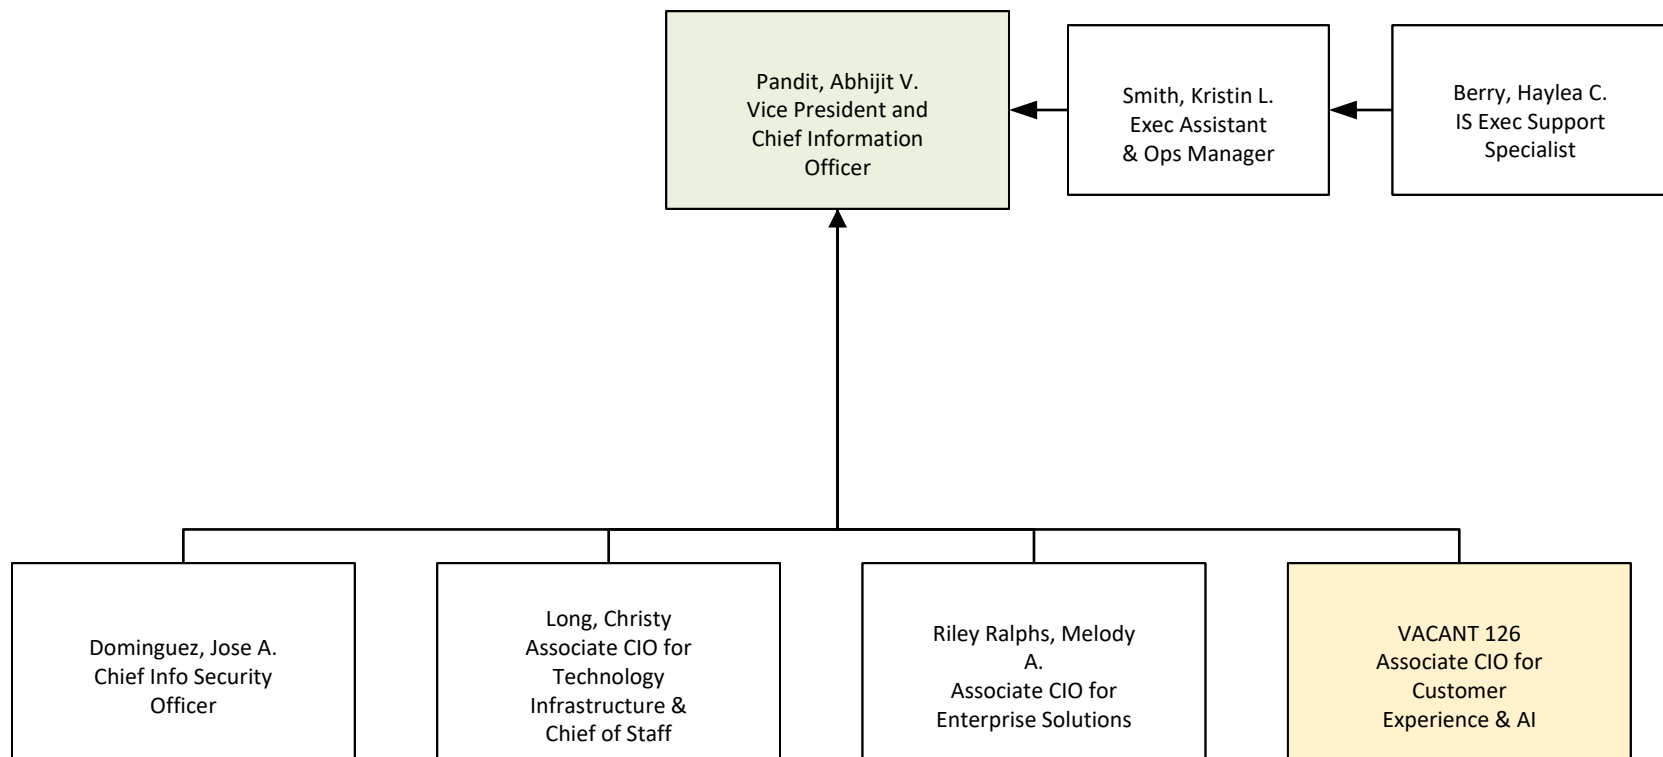 Pandit, Abhijit V.
Vice President and
Chief Information
Officer
Smith, Kristin L.
Exec Assistant
& Ops Manager
Berry, Haylea C.
IS Exec Support
Specialist
Dominguez, Jose A.
Chief Info Security
Officer
Long, Christy
Associate CIO for
Technology
Infrastructure &
Chief of Staff
Riley Ralphs, Melody
A.
Associate CIO for
Enterprise Solutions
VACANT 126
Associate CIO for
Customer
Experience & AI